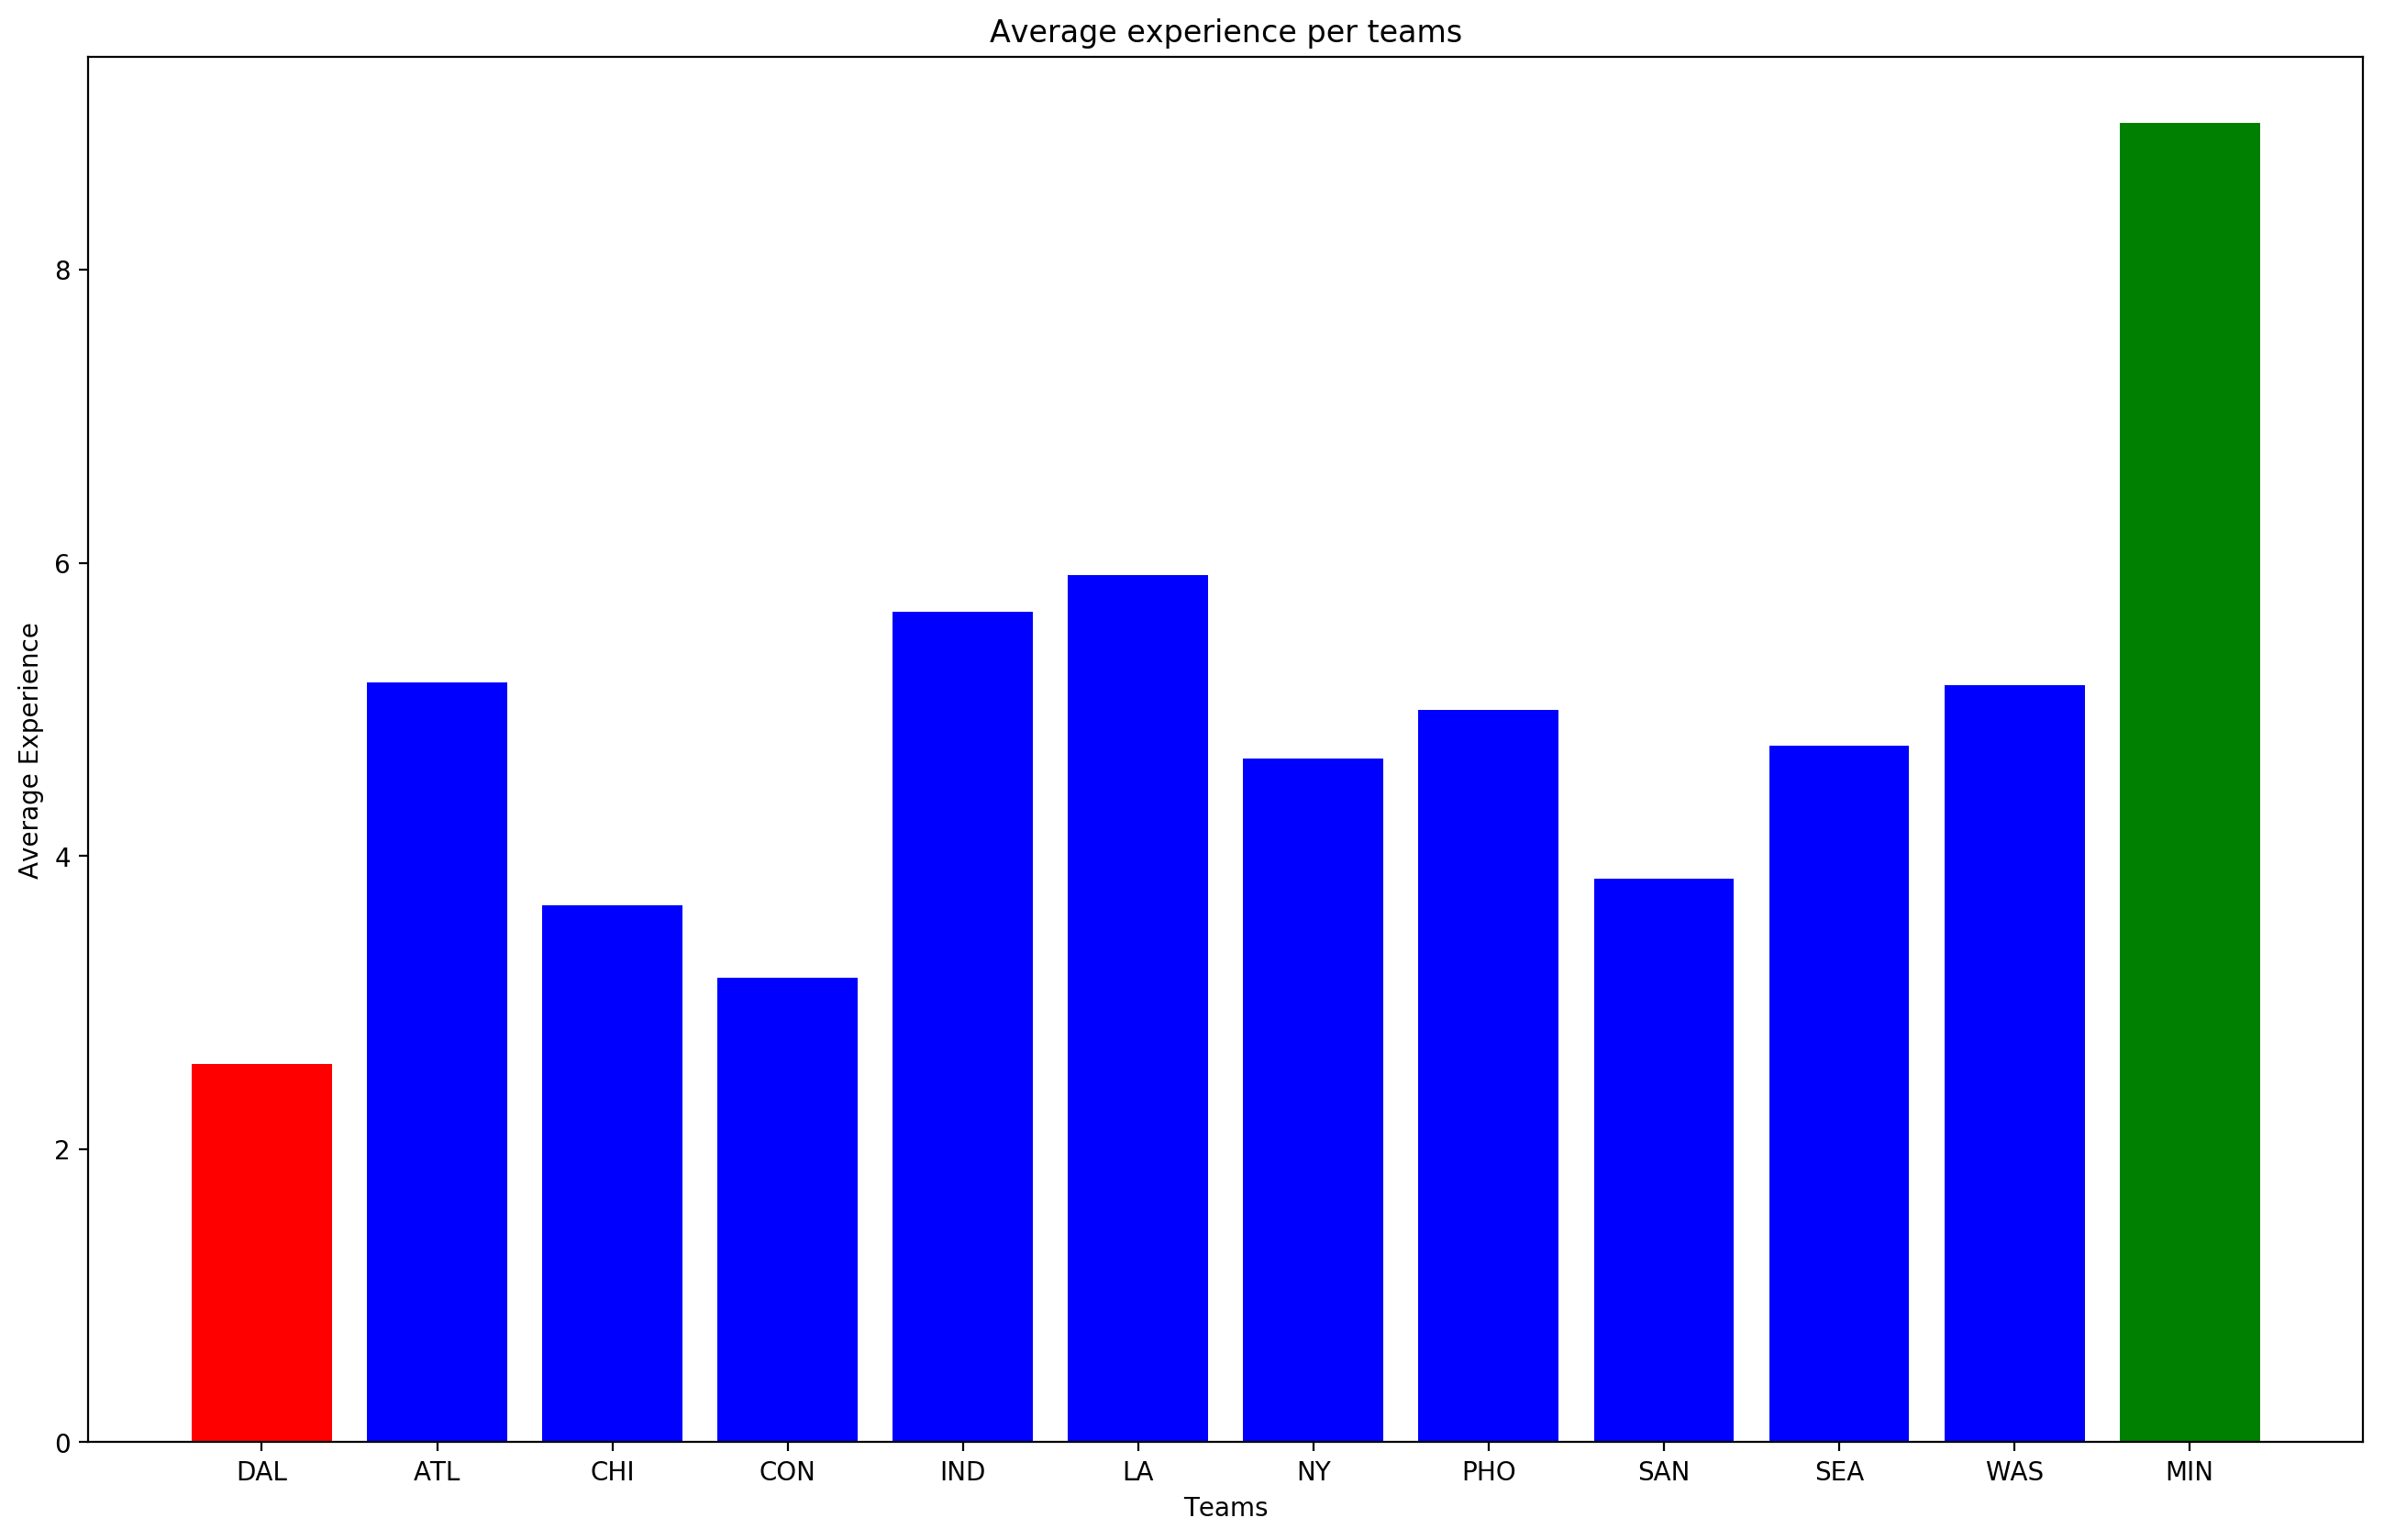 Average experience per teams
Average Experience
8
6
4
2
0
DAL ATL CHI CON IND LA NY PHO SAN SEA WAS MIN
Teams